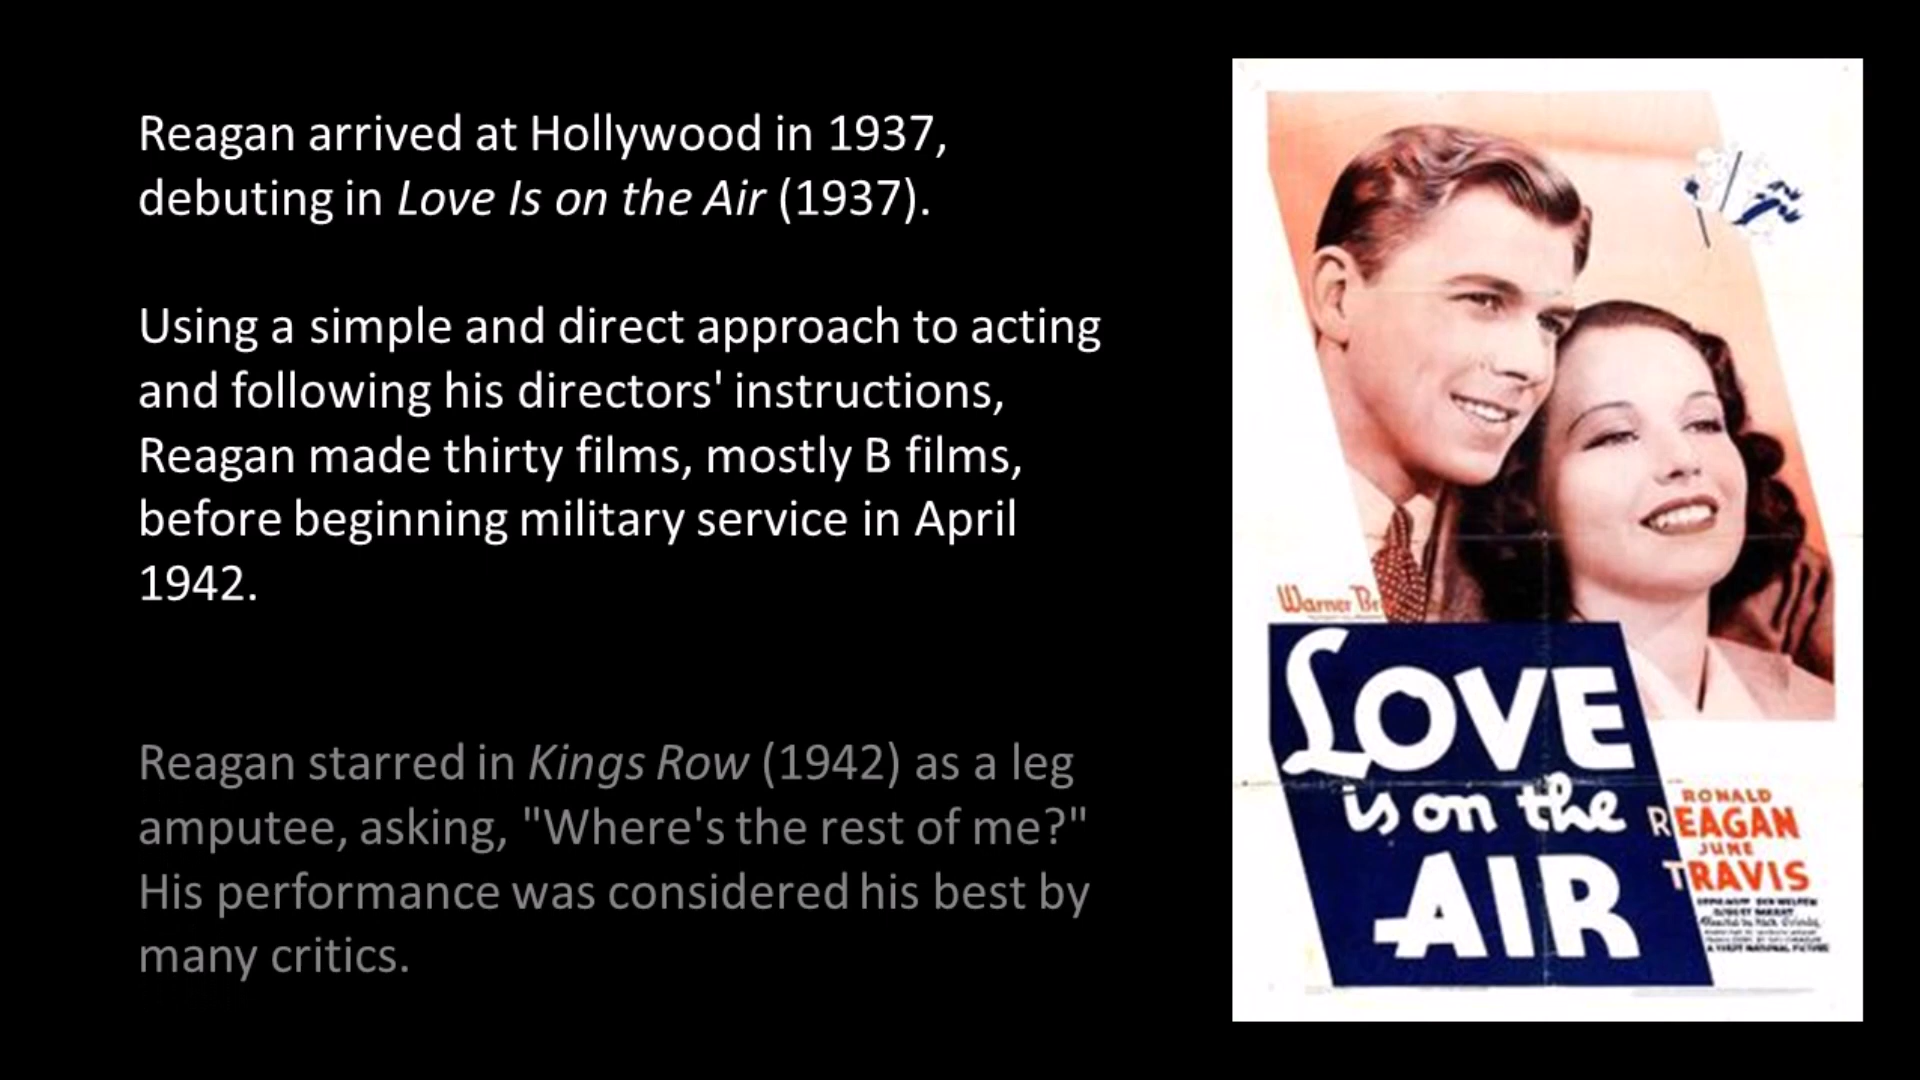 Reagan arrived at Hollywood in 1937,
debuting in Love Is on the Air (1937).
Using a simple and direct approach to acting
and following his directors' instructions,
Reagan made thirty films, mostly B films,
before beginning military service in April
1942.
Reagan starred in Kings Row (1942) as a leg
amputee, asking, "Where's the rest of me?"
His performance was considered his best by
many critics.
Warner Br
LOVE
is on the
AIR
RONALD
REAGAN
JUNE
TRAVIS